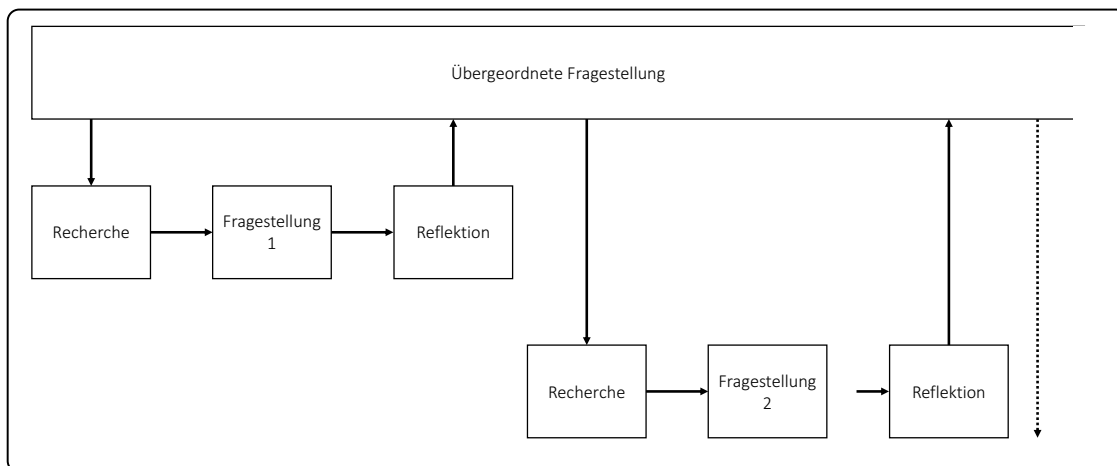 Übergeordnete Fragestellung
Recherche
Fragestellung
1
Reflektion
Recherche
Fragestellung
2
Reflektion